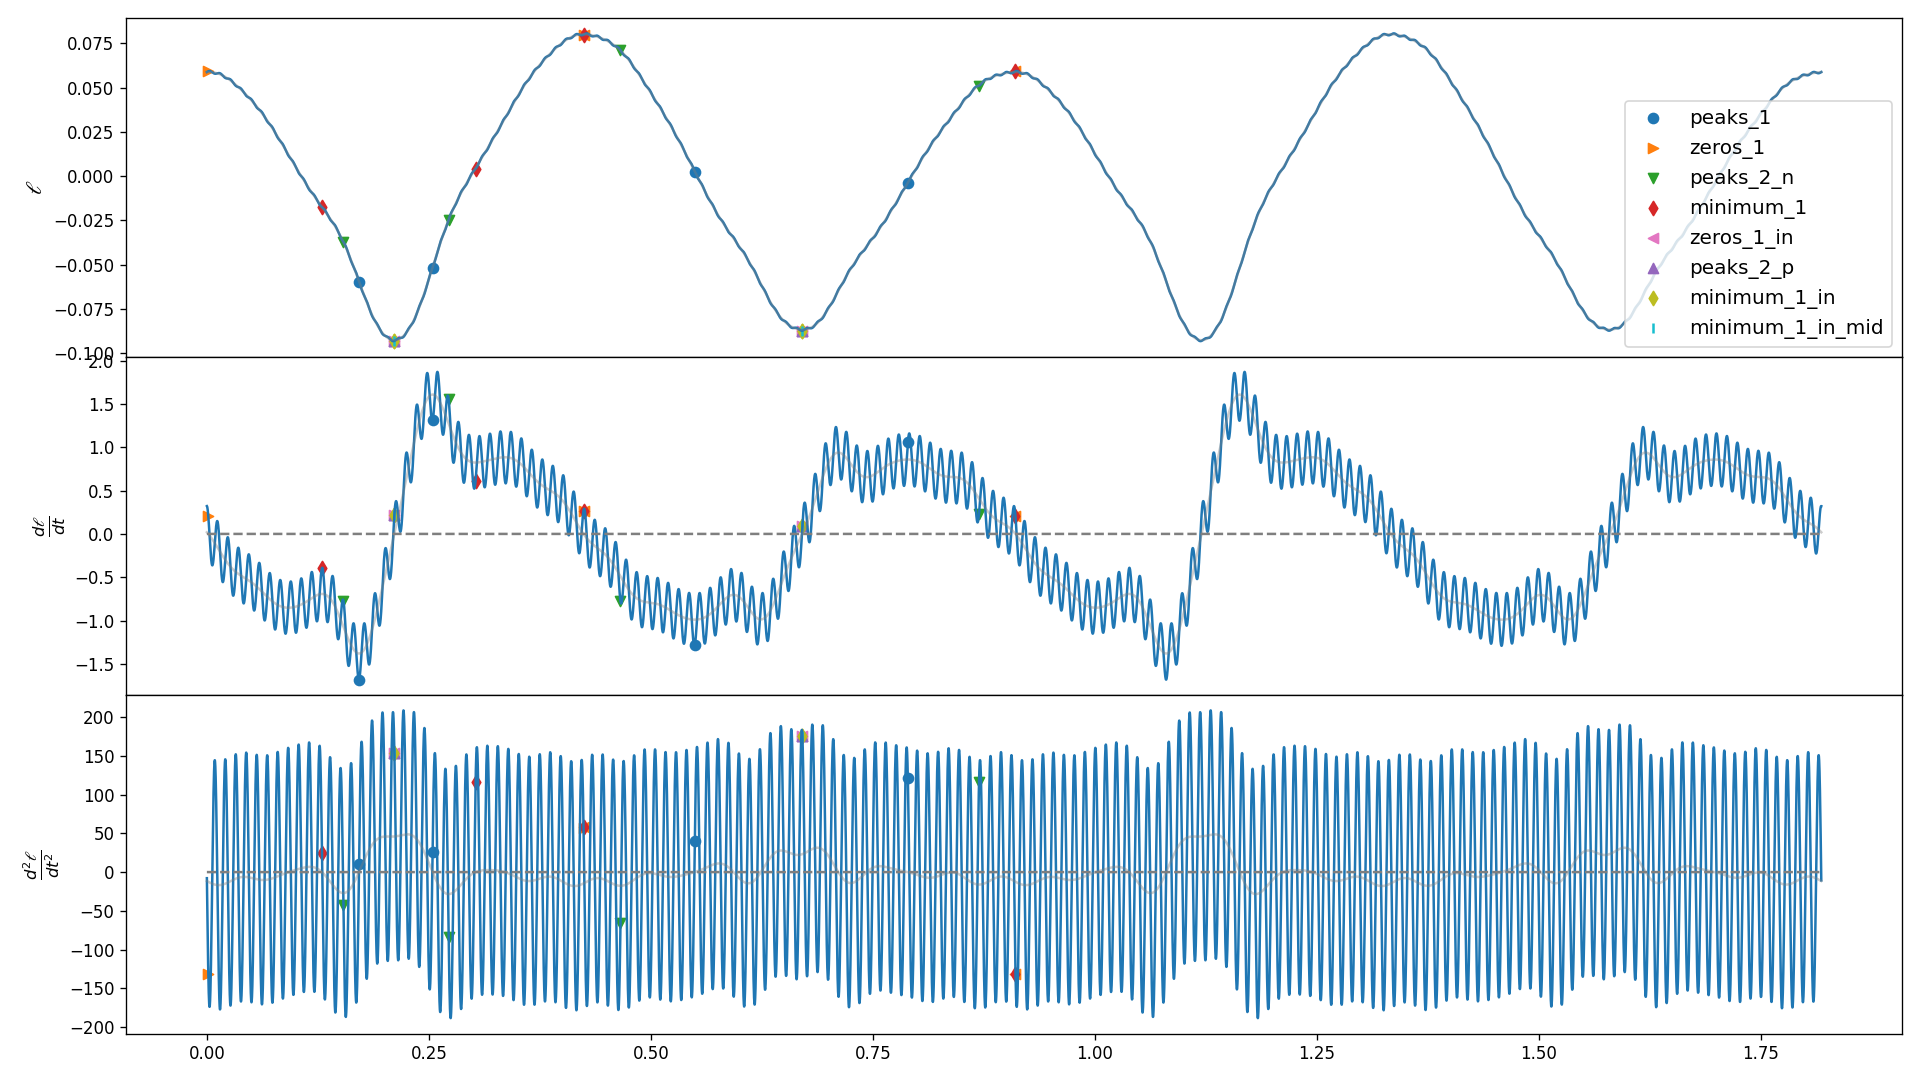 0.075
0.050
0.025
0.000
−0.025
−0.050
−0.075
−0.100
ℓ
peaks_1
zeros_1
peaks_2_n
minimum_1
zeros_1_in
peaks_2_p
minimum_1_in
minimum_1_in_mid
2.0
1.5
1.0
0.5
0.0
−0.5
−1.0
−1.5
dℓ
dt
200
150
100
50
0
−50
−100
−150
−200
d²ℓ
dt²
0.00 0.25 0.50 0.75 1.00 1.25 1.50 1.75